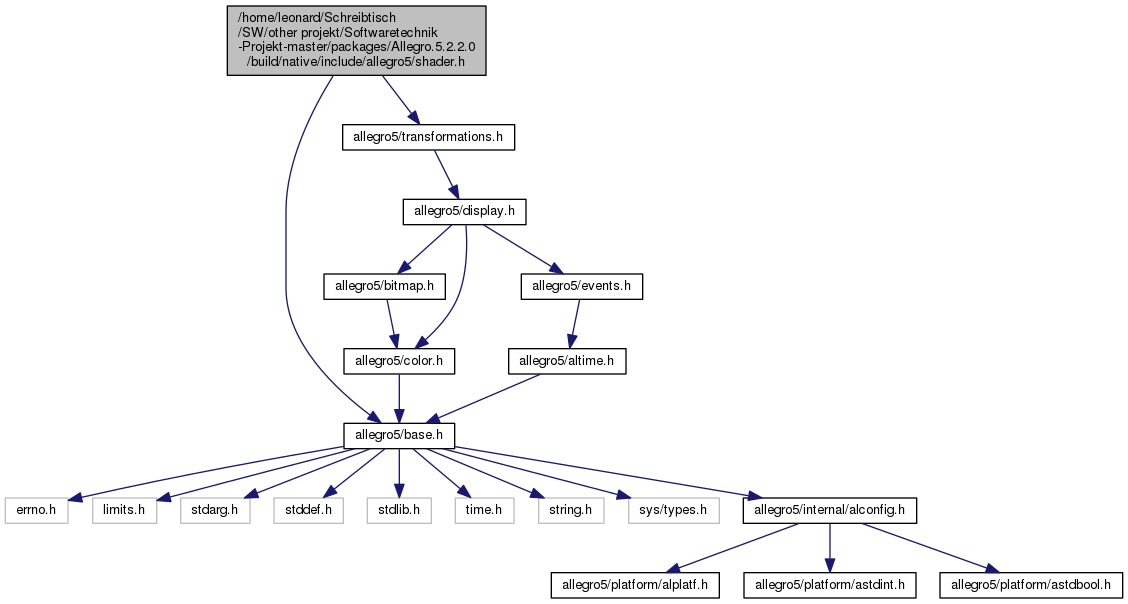 /home/leonard/Schreibtisch
/SW/other projekt/Softwaretechnik
-Projekt-master/packages/Allegro.5.2.2.0
/build/native/include/allegro5/shader.h
allegro5/transformations.h
allegro5/display.h
allegro5/bitmap.h
allegro5/events.h
allegro5/color.h
allegro5/altime.h
allegro5/base.h
errno.h
limits.h
stdarg.h
stddef.h
stdlib.h
time.h
string.h
sys/types.h
allegro5/internal/alconfig.h
allegro5/platform/alplatf.h
allegro5/platform/astdint.h
allegro5/platform/astdbool.h